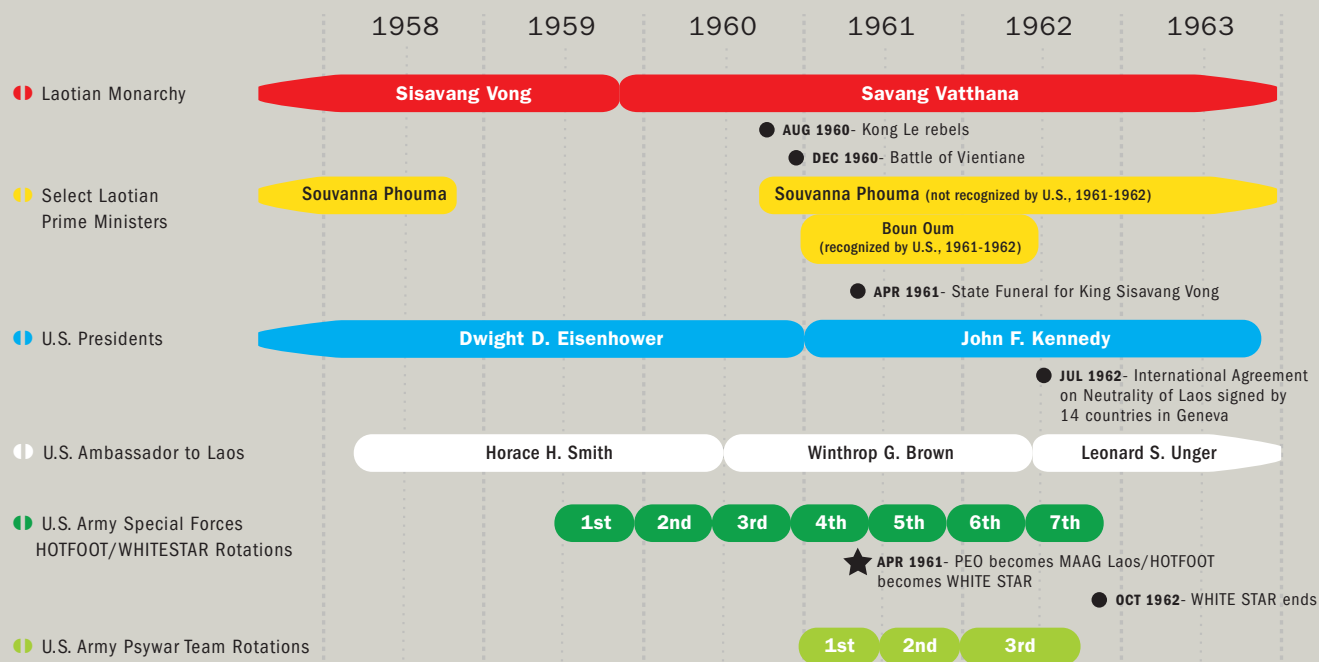 1958 1959 1960 1961 1962 1963
Laotian Monarchy
Sisavang Vong
Savang Vatthana
AUG 1960- Kong Le rebels
DEC 1960- Battle of Vientiane
Select Laotian
Prime Ministers
Souvanna Phouma
Souvanna Phouma (not recognized by U.S., 1961-1962)
Boun Oum
(recognized by U.S., 1961-1962)
APR 1961- State Funeral for King Sisavang Vong
U.S. Presidents
Dwight D. Eisenhower
John F. Kennedy
JUL 1962- International Agreement
on Neutrality of Laos signed by
14 countries in Geneva
U.S. Ambassador to Laos
Horace H. Smith
Winthrop G. Brown
Leonard S. Unger
U.S. Army Special Forces
HOTFOOT/WHITESTAR Rotations
1st 2nd 3rd 4th 5th 6th 7th
APR 1961- PEO becomes MAAG Laos/HOTFOOT
becomes WHITE STAR
OCT 1962- WHITE STAR ends
U.S. Army Psywar Team Rotations
1st 2nd 3rd